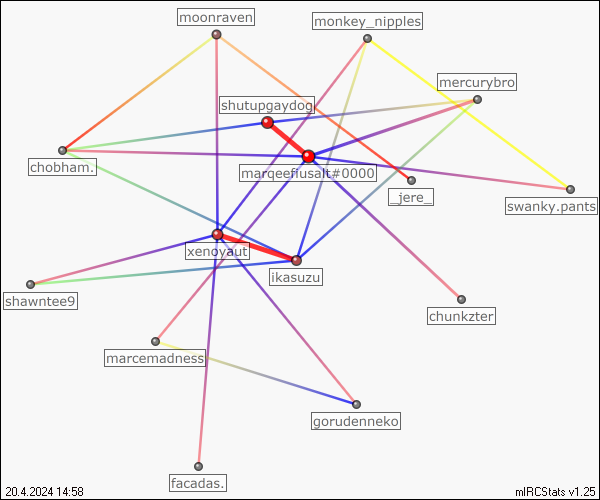 moonraven
monkey_nipples
mercurybro
shutupgaydog
chobham.
marqeeflusalt#0000
_jere_
swanky.pants
xenoyaut
ikasuzu
shawntee9
chunkzter
marcemadness
gorudenneko
facadas.
20.4.2024 14:58
mIRCStats v1.25